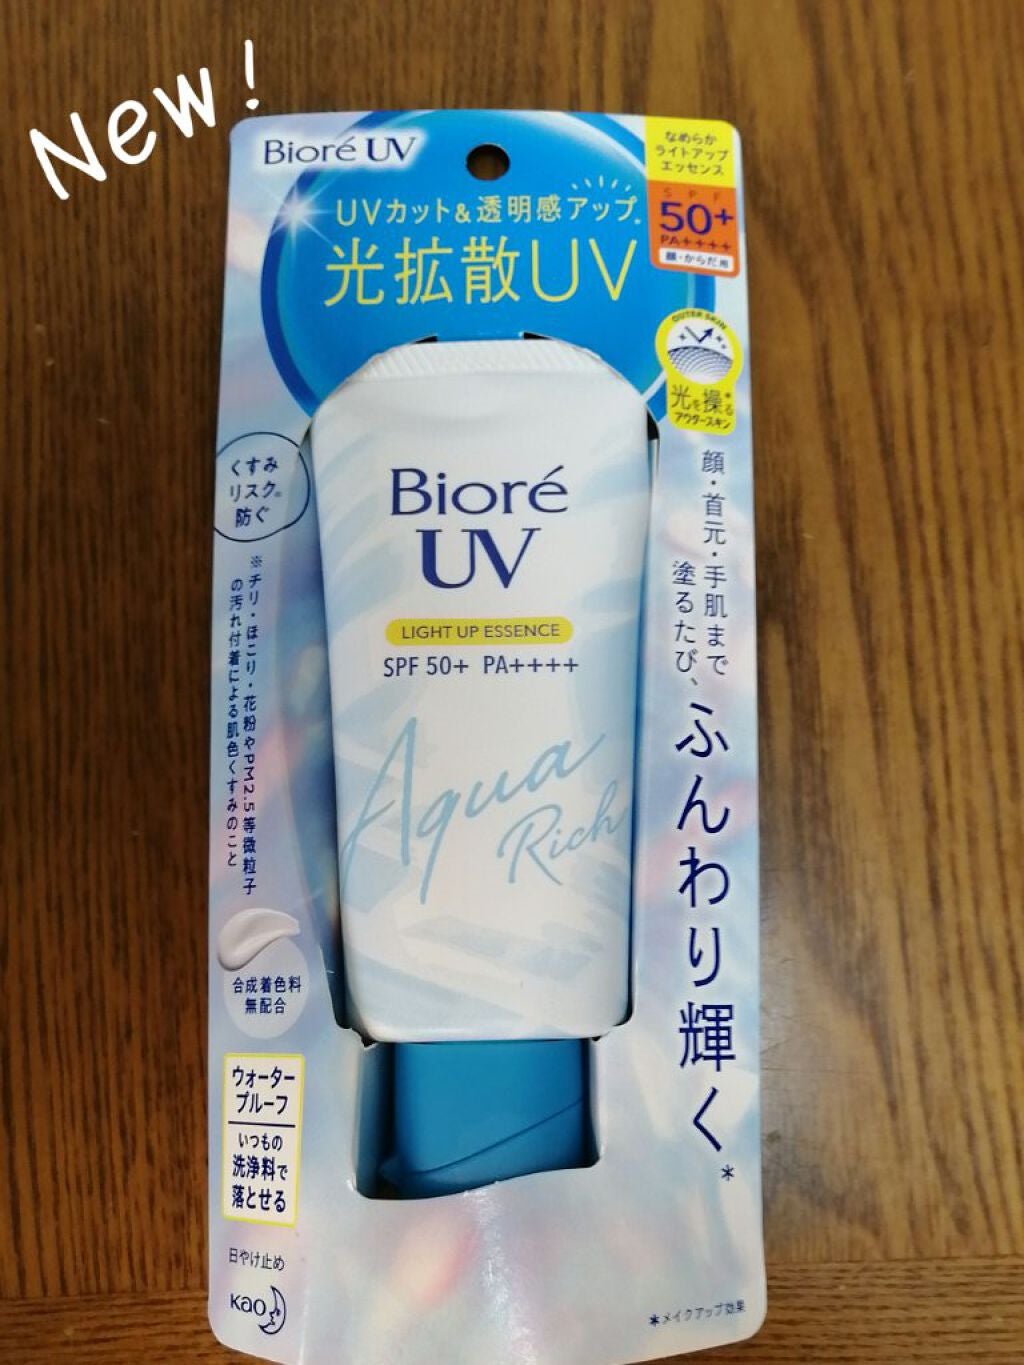 New!
Bioré UV
UVカット&透明感アップ*
光拡散UV
なめらか
ライトアップ
エッセンス
SPF
50+
PA++++
顔・からだ用
OUTER SKIN
光を操る*
アウタースキン
くすみ
リスク※
防ぐ
※チリ・ほこり・花粉やPM2.5等微粒子
の汚れ付着による肌色くすみのこと
顔・首元・手肌まで
塗るたび、
ふんわり輝く*
Bioré
UV
LIGHT UP ESSENCE
SPF 50+ PA++++
Aqua
Rich
合成着色料
無配合
ウォーター
プルーフ
いつもの
洗浄料で
落とせる
日やけ止め
Kao
*メイクアップ効果